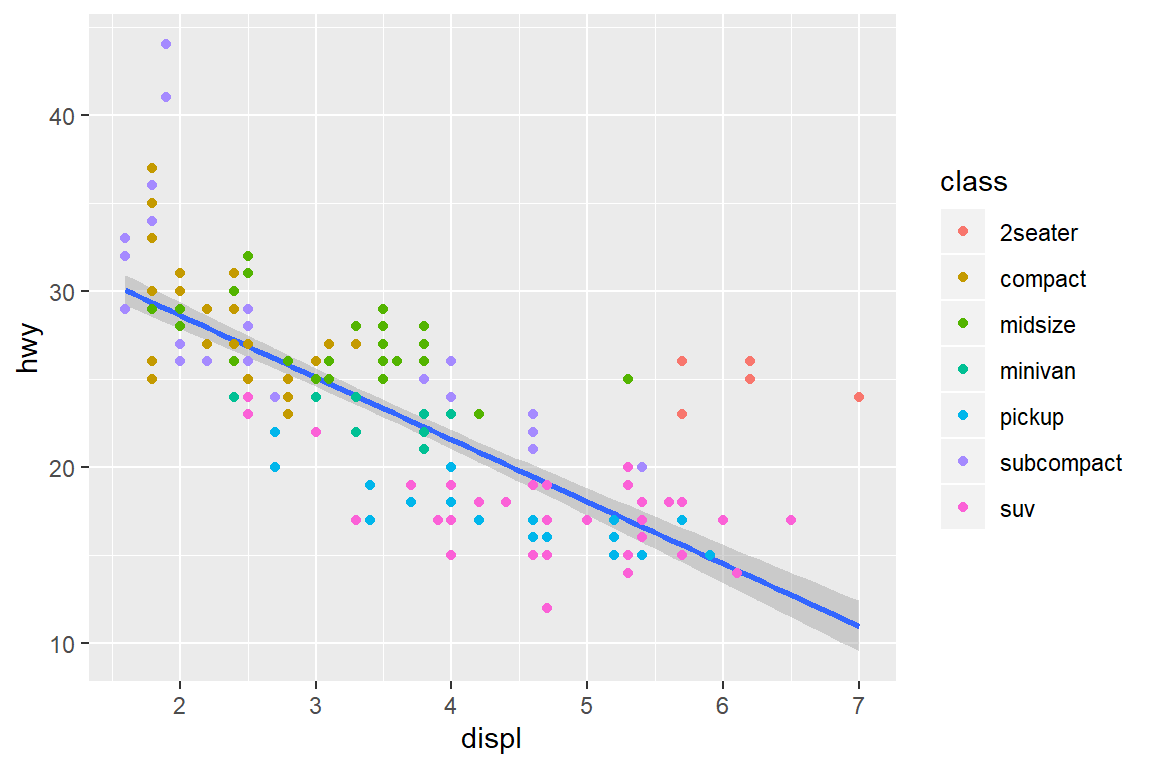 hwy
40
30
20
10
2 3 4 5 6 7
displ
class
2seater
compact
midsize
minivan
pickup
subcompact
suv